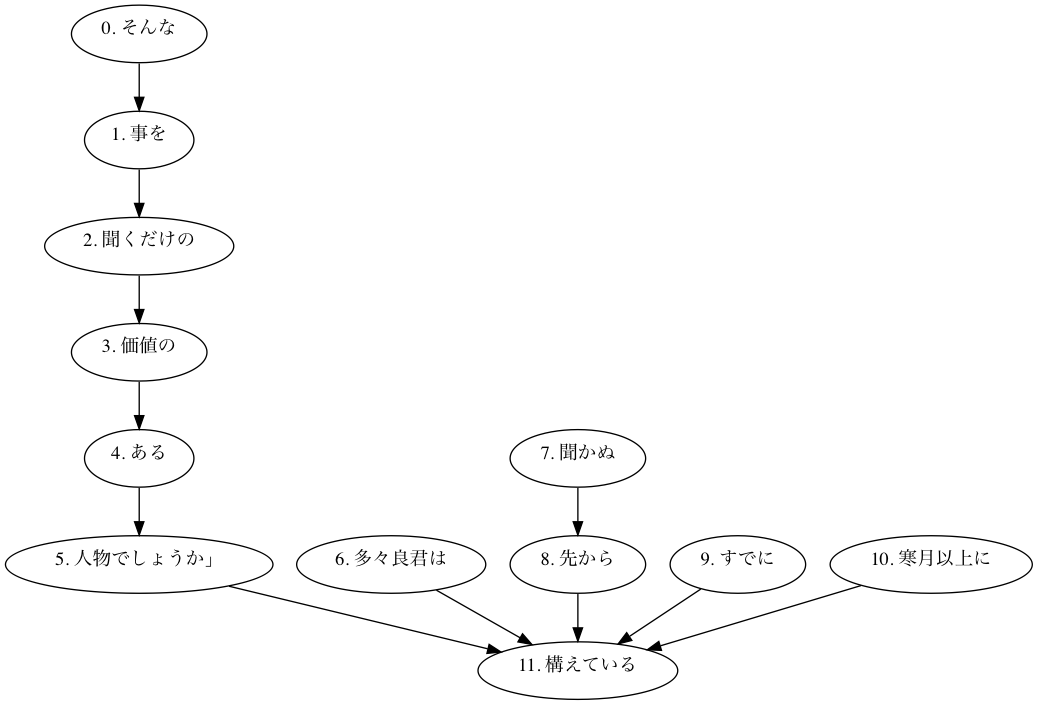 0. そんな
1. 事を
2. 聞くだけの
3. 価値の
4. ある
7. 聞かぬ
5. 人物でしょうか」
6. 多々良君は
8. 先から
9. すでに
10. 寒月以上に
11. 構えている